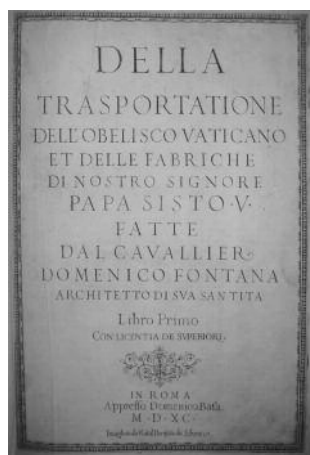 DELLA
TRASPORTATIONE
DELL'OBELISCO VATICANO
ET DELLE FABRICHE
DI NOSTRO SIGNORE
PAPA SISTO·V·
FATTE
DAL CAVALLIER
DOMENICO FONTANA
ARCHITETTO DI SVA SANTITA
Libro Primo
CON LICENTIA DE SVPERIORI.
IN ROMA
Appresso Domenico Basa
M·D·XC·